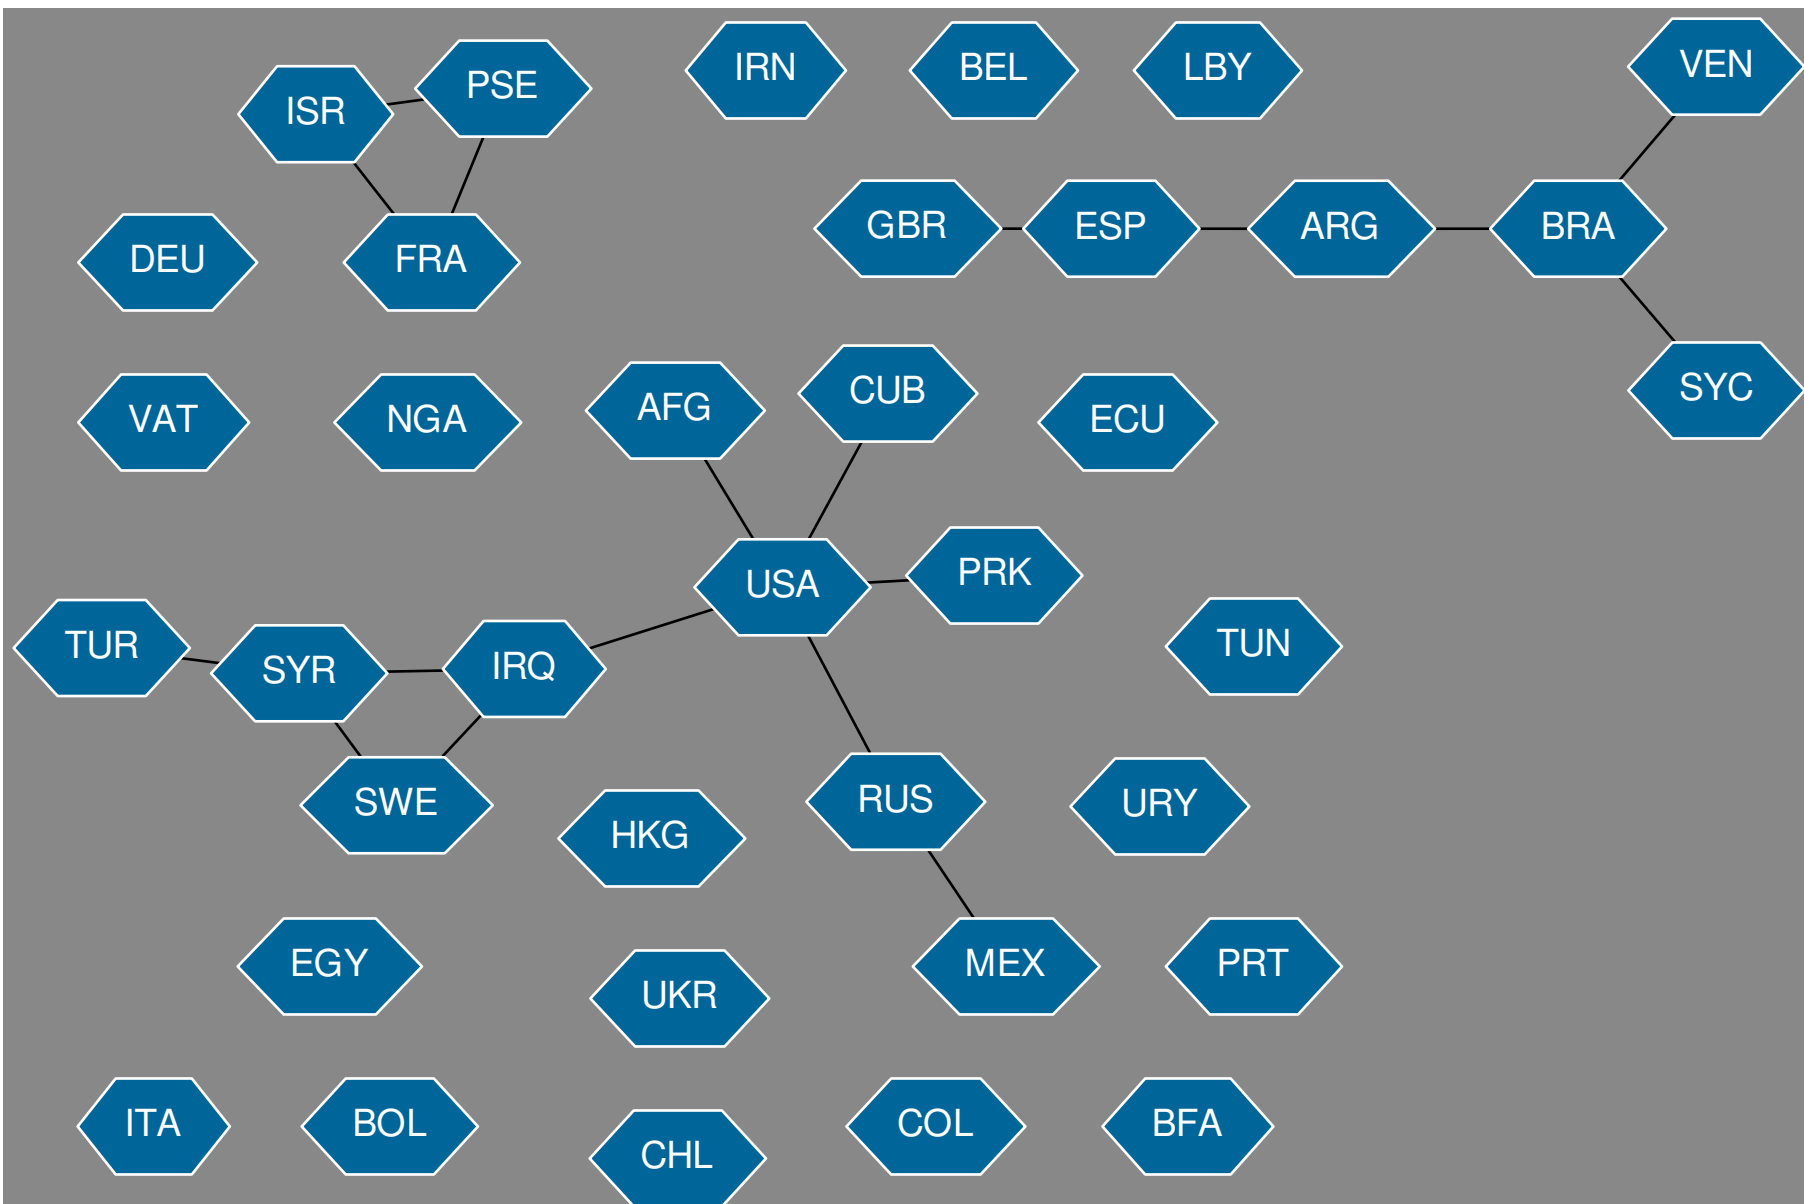 IRN
BEL
LBY
VEN
PSE
ISR
GBR
ESP
ARG
BRA
DEU
FRA
SYC
CUB
AFG
VAT
NGA
ECU
PRK
USA
TUR
SYR
IRQ
TUN
SWE
RUS
URY
HKG
EGY
MEX
PRT
UKR
ITA
BOL
COL
BFA
CHL